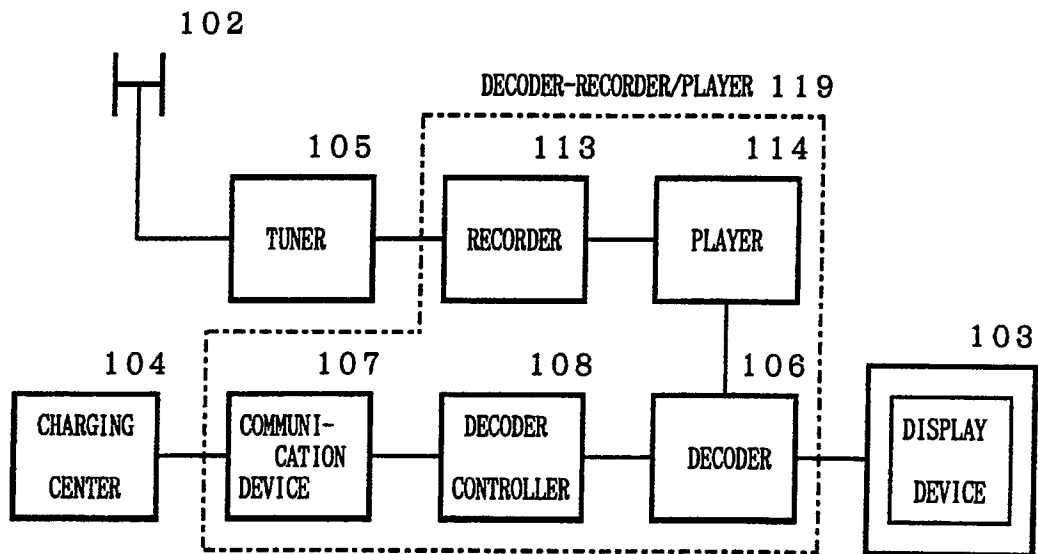 102
DECODER-RECORDER/PLAYER 119
105
113
114
TUNER
RECORDER
PLAYER
104
107
108
106
103
CHARGING
CENTER
COMMUNI-
CATION
DEVICE
DECODER
CONTROLLER
DECODER
DISPLAY
DEVICE